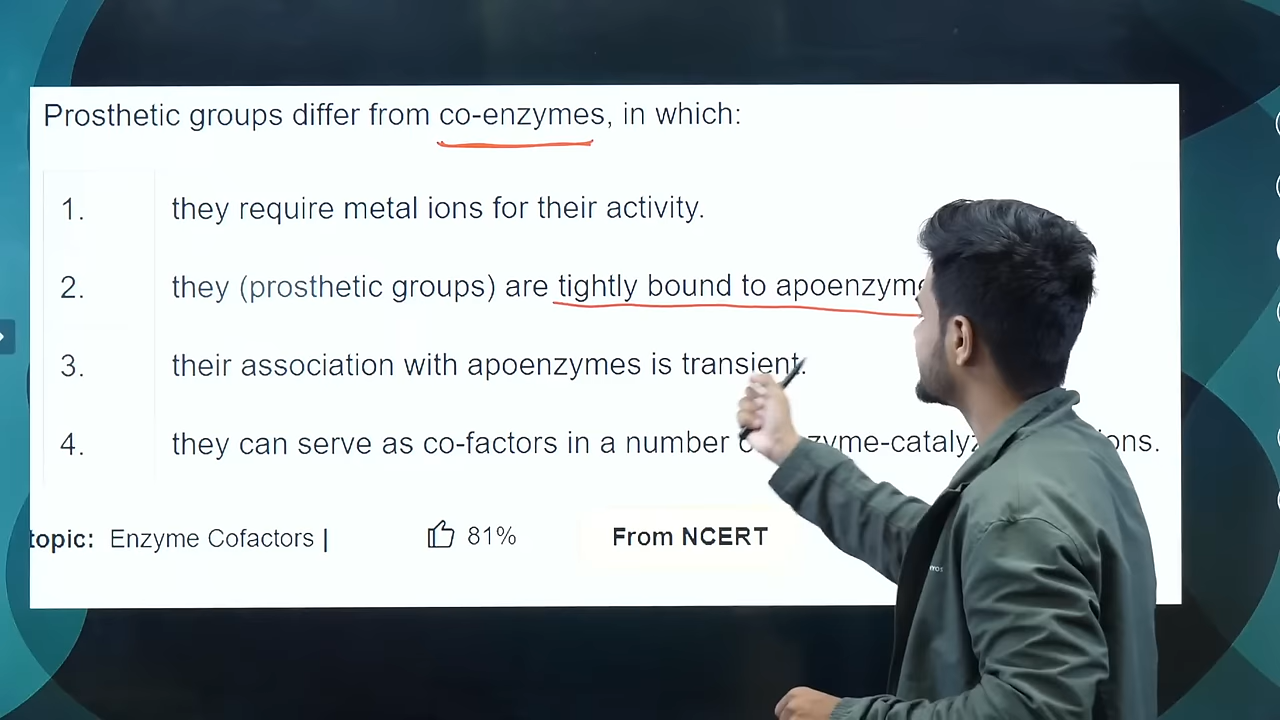 Prosthetic groups differ from co-enzymes, in which:
1. they require metal ions for their activity.
2. they (prosthetic groups) are tightly bound to
3. their association with apoenzymes is transient.
4. they can serve as co-factors in a number
topic: Enzyme Cofactors | 81% From NCERT